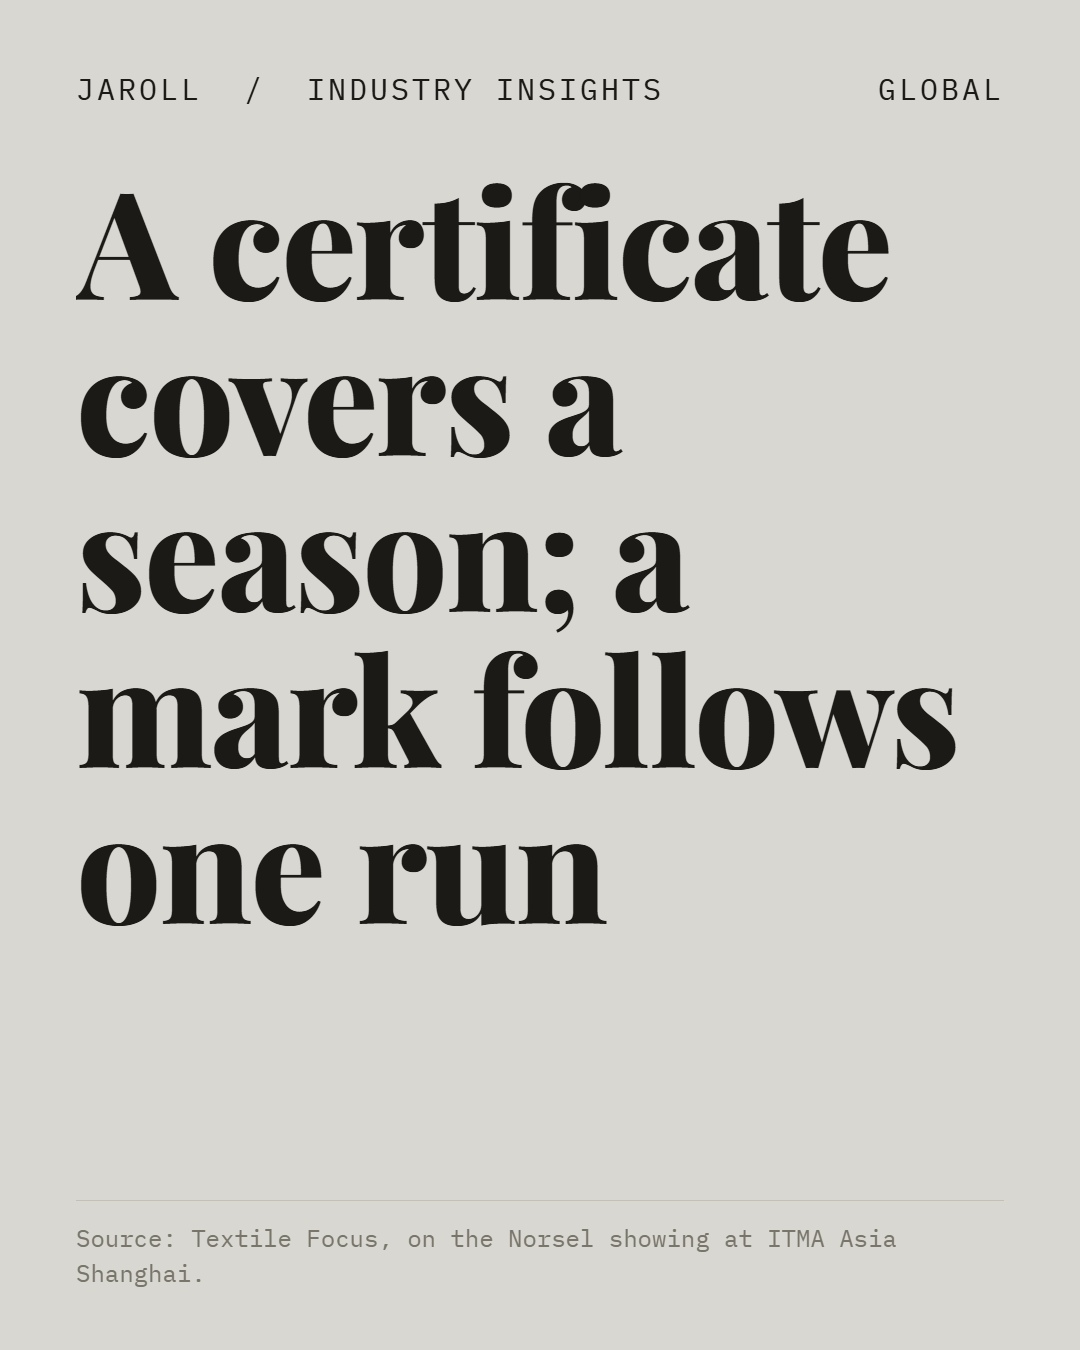 JAROLL / INDUSTRY INSIGHTS GLOBAL
A certificate
covers a
season; a
mark follows
one run
Source: Textile Focus, on the Norsel showing at ITMA Asia
Shanghai.